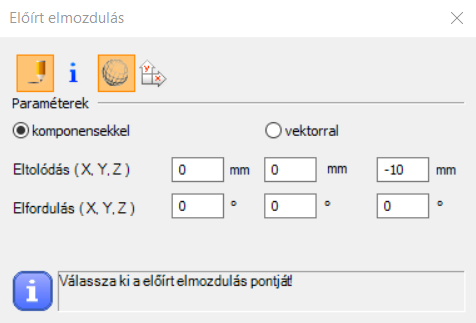 Előírt elmozdulás
Paraméterek
komponensekkel vektorral
Eltolódás ( X, Y, Z ) 0 mm 0 mm -10 mm
Elfordulás ( X, Y, Z ) 0 ° 0 ° 0 °
Válassza ki a előírt elmozdulás pontját!